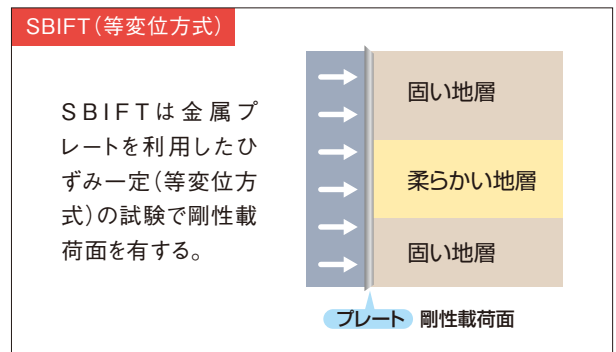 SBIFT(等変位方式)
SBIFTは金属プ
レートを利用したひ
ずみ一定(等変位方
式)の試験で剛性載
荷面を有する。
固い地層
柔らかい地層
固い地層
プレート 剛性載荷面